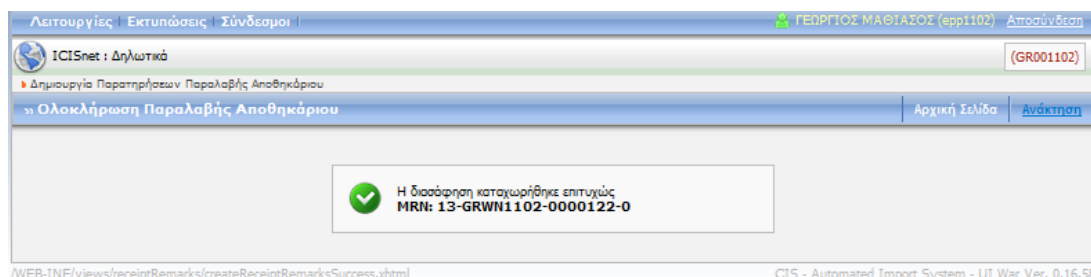 Λειτουργίες | Εκτυπώσεις | Σύνδεσμοι |
ΓΕΩΡΓΙΟΣ ΜΑΘΙΑΣΟΣ (epp1102) Αποσύνδεση
ICISnet : Δηλωτικά
(GR001102)
Δημιουργία Παρατηρήσεων Παραλαβής Αποθηκάριου
›› Ολοκλήρωση Παραλαβής Αποθηκάριου
Αρχική Σελίδα
Ανάκτηση
Η διασάφηση καταχωρήθηκε επιτυχώς
MRN: 13-GRWN1102-0000122-0
/WEB-INF/views/receiptRemarks/createReceiptRemarksSuccess.xhtml
CIS - Automated Import System - UI War Ver. 0.16.5